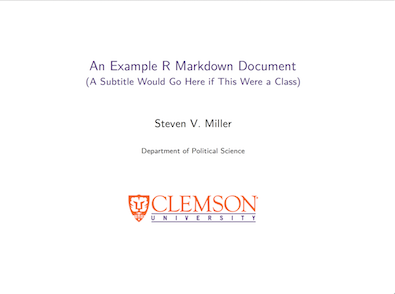 An Example R Markdown Document
(A Subtitle Would Go Here if This Were a Class)
Steven V. Miller
Department of Political Science
CLEMSON
UNIVERSITY